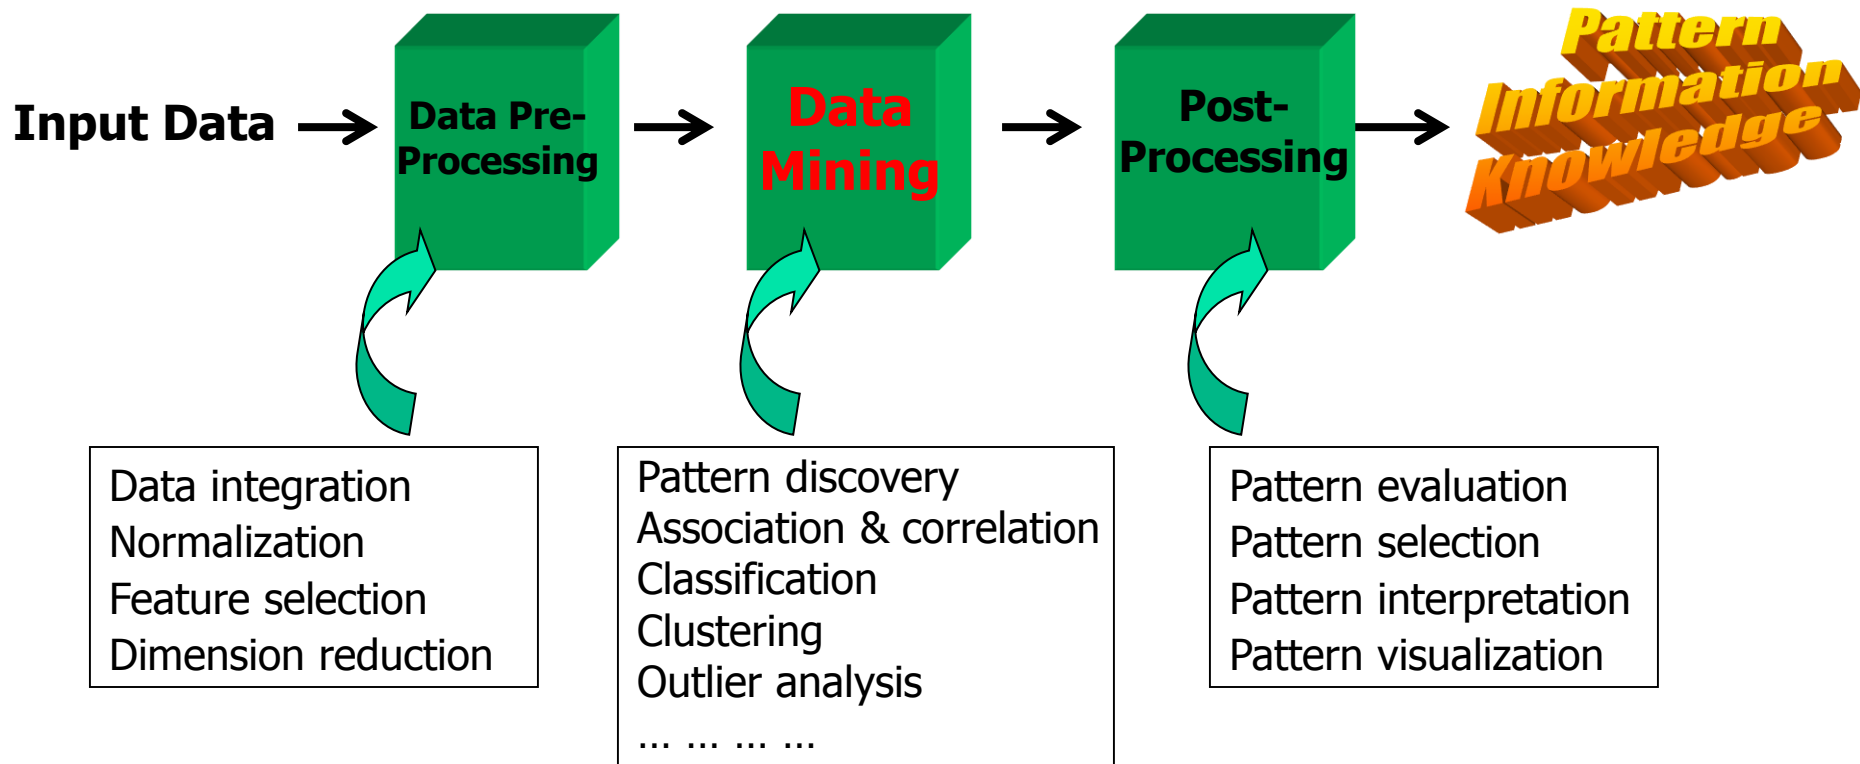 Input Data
Data Pre-
Processing
Data
Mining
Post-
Processing
Pattern
Information
Knowledge
Data integration
Normalization
Feature selection
Dimension reduction
Pattern discovery
Association & correlation
Classification
Clustering
Outlier analysis
… … … …
Pattern evaluation
Pattern selection
Pattern interpretation
Pattern visualization